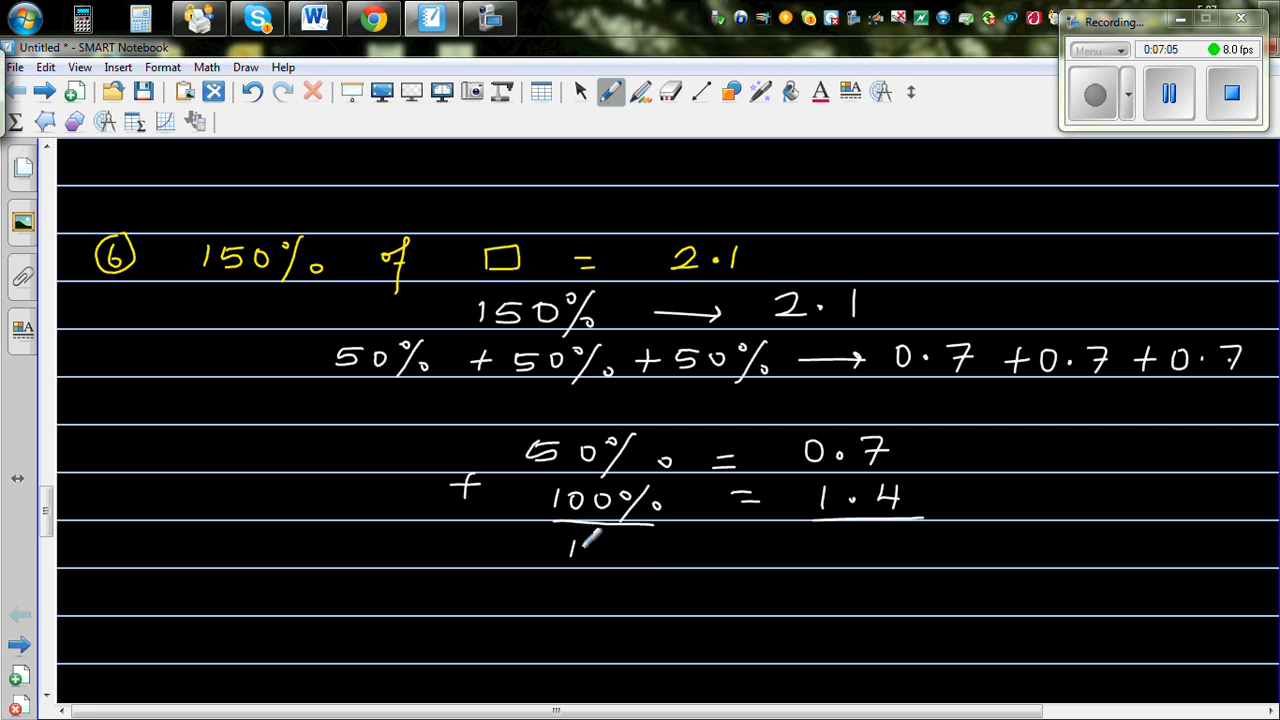 Recording...
Menu
0:07:05
8.0 fps
Untitled * - SMART Notebook
File Edit View Insert Format Math Draw Help
⑥ 150% of □ = 2.1
150% → 2.1
50% + 50% + 50% → 0.7 + 0.7 + 0.7
50% = 0.7
+ 100% = 1.4
1